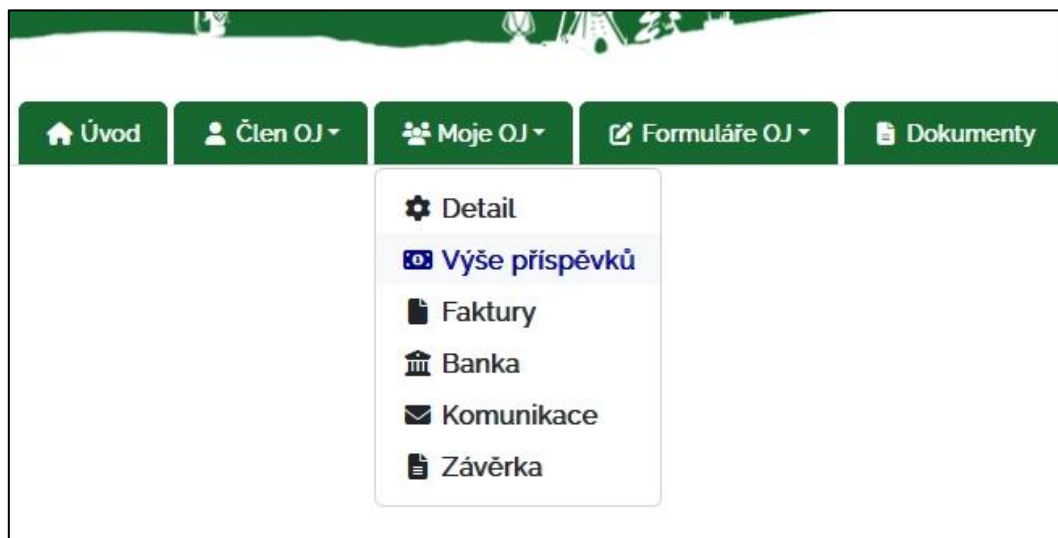 Úvod Člen OJ Moje OJ Formuláře OJ Dokumenty
Detail
Výše příspěvků
Faktury
Banka
Komunikace
Závěrka